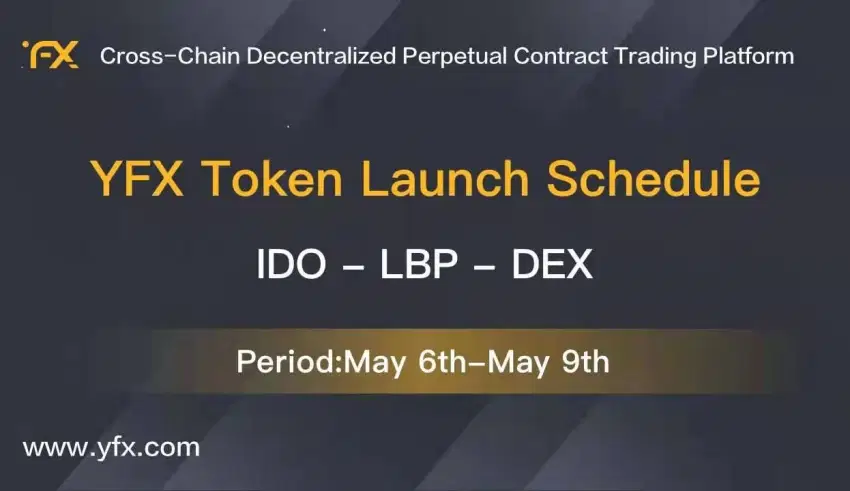 YFX Cross-Chain Decentralized Perpetual Contract Trading Platform
YFX Token Launch Schedule
IDO – LBP – DEX
Period:May 6th-May 9th
www.yfx.com